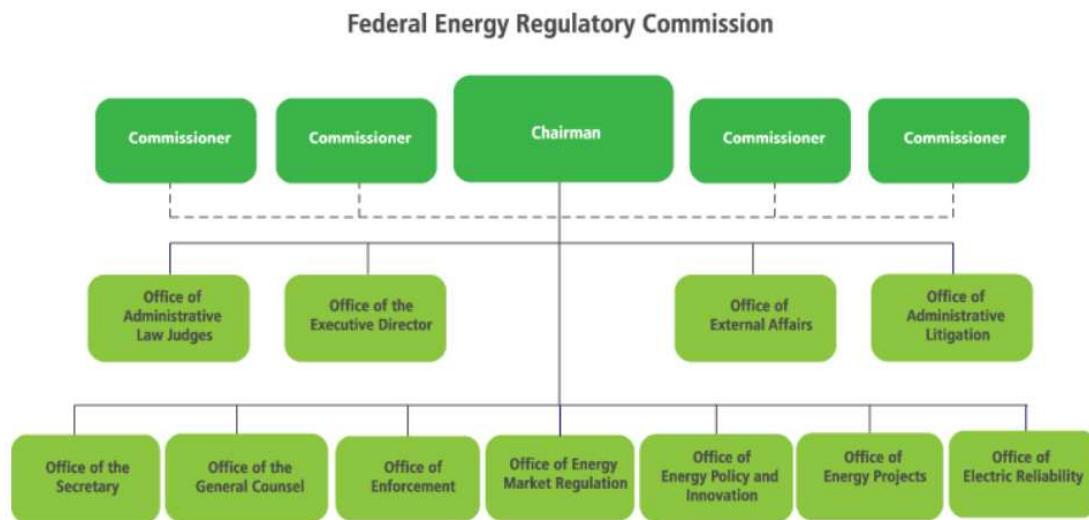 Federal Energy Regulatory Commission
Commissioner
Commissioner
Chairman
Commissioner
Commissioner
Office of
Administrative
Law Judges
Office of the
Executive Director
Office of
External Affairs
Office of
Administrative
Litigation
Office of the
Secretary
Office of the
General Counsel
Office of
Enforcement
Office of Energy
Market Regulation
Office of
Energy Policy and
Innovation
Office of
Energy Projects
Office of
Electric Reliability